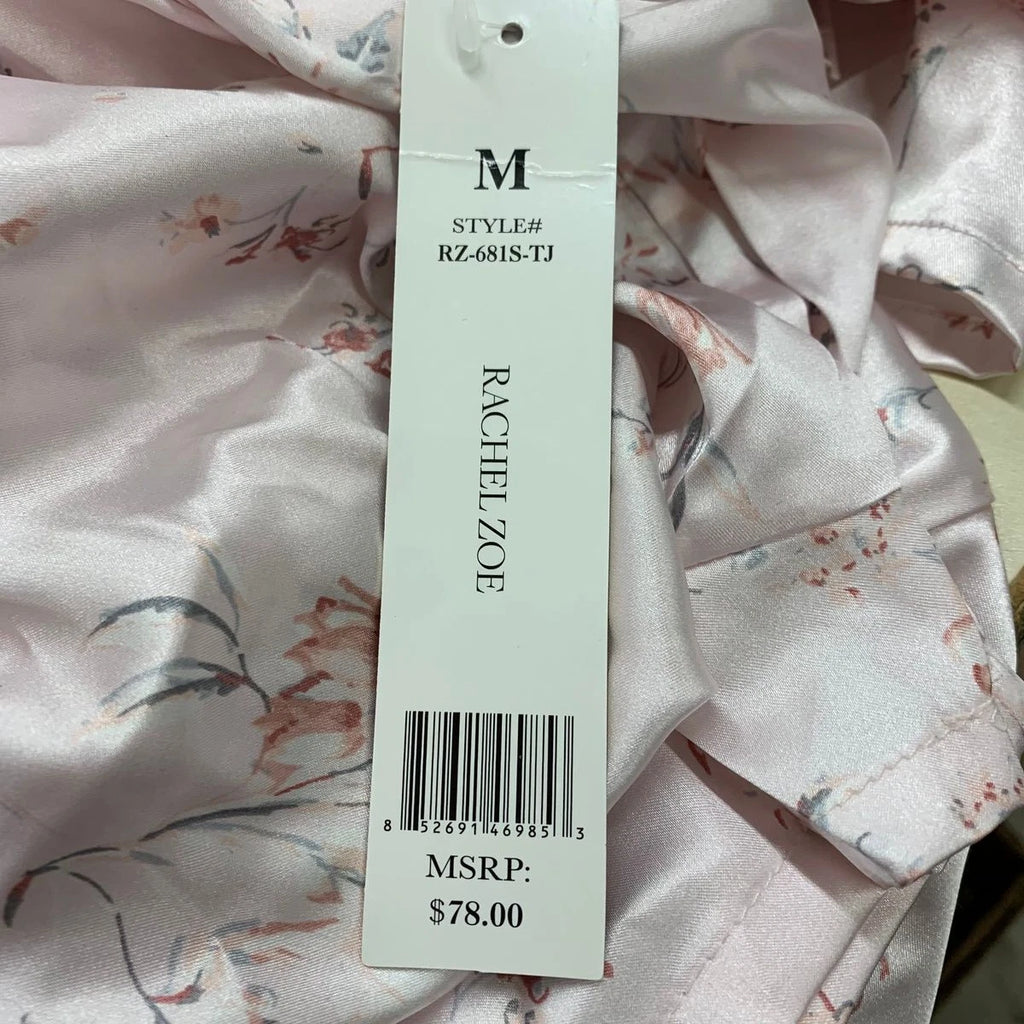 M
STYLE#
RZ-681S-TJ
RACHEL ZOE
8 52691 46985 3
MSRP:
$78.00